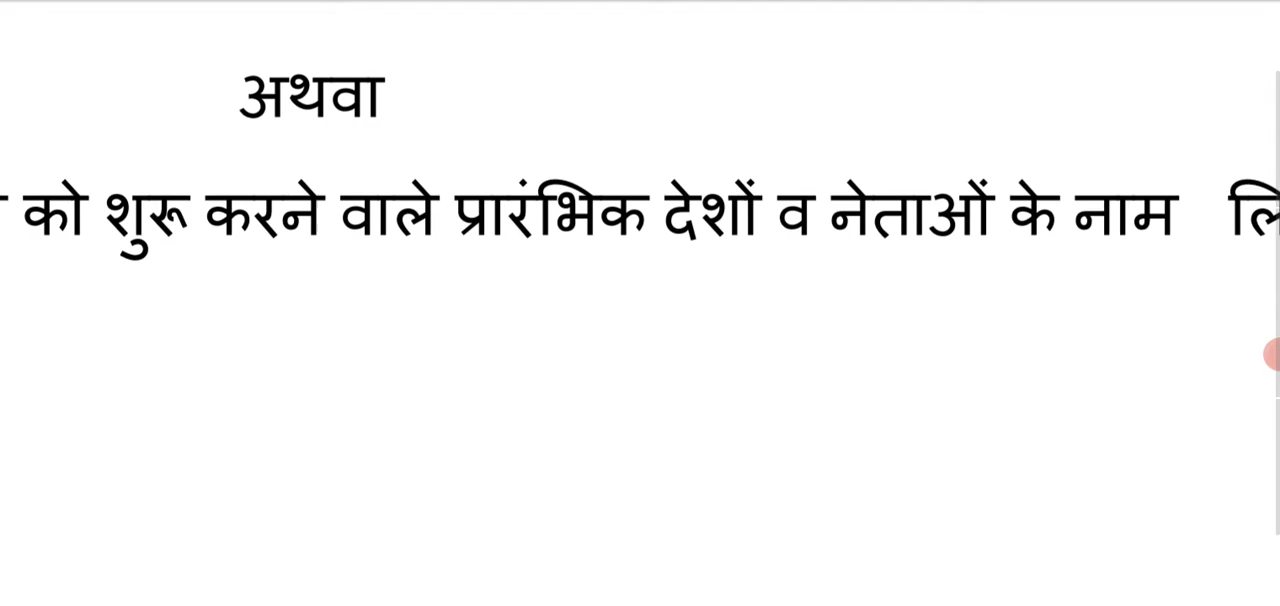 अथवा
को शुरू करने वाले प्रारंभिक देशों व नेताओं के नाम